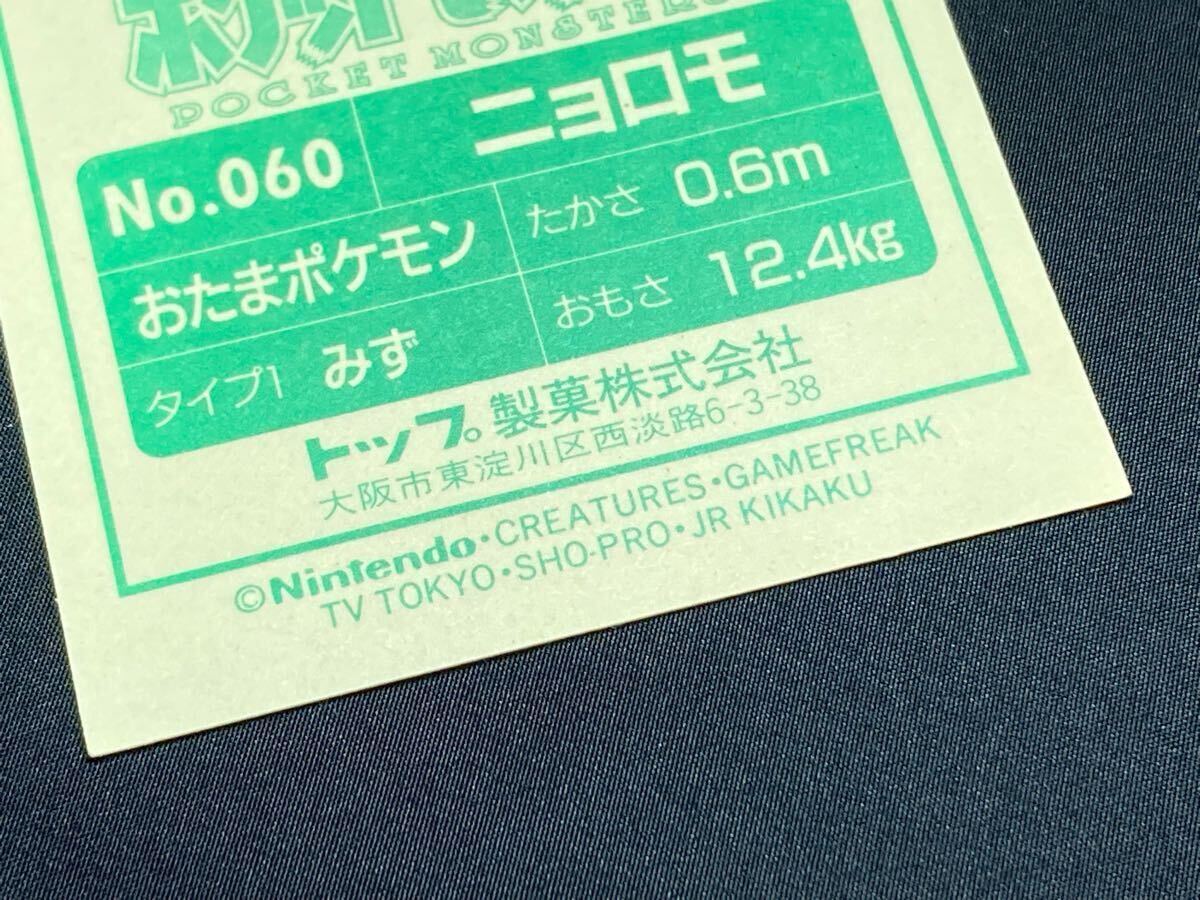 POCKET MONSTERS
No.060 ニョロモ
おたまポケモン たかさ 0.6m
タイプ1 みず おもさ 12.4kg
トップ製菓株式会社
大阪市東淀川区西淡路6-3-38
©Nintendo・CREATURES・GAMEFREAK
TV TOKYO・SHO-PRO・JR KIKAKU